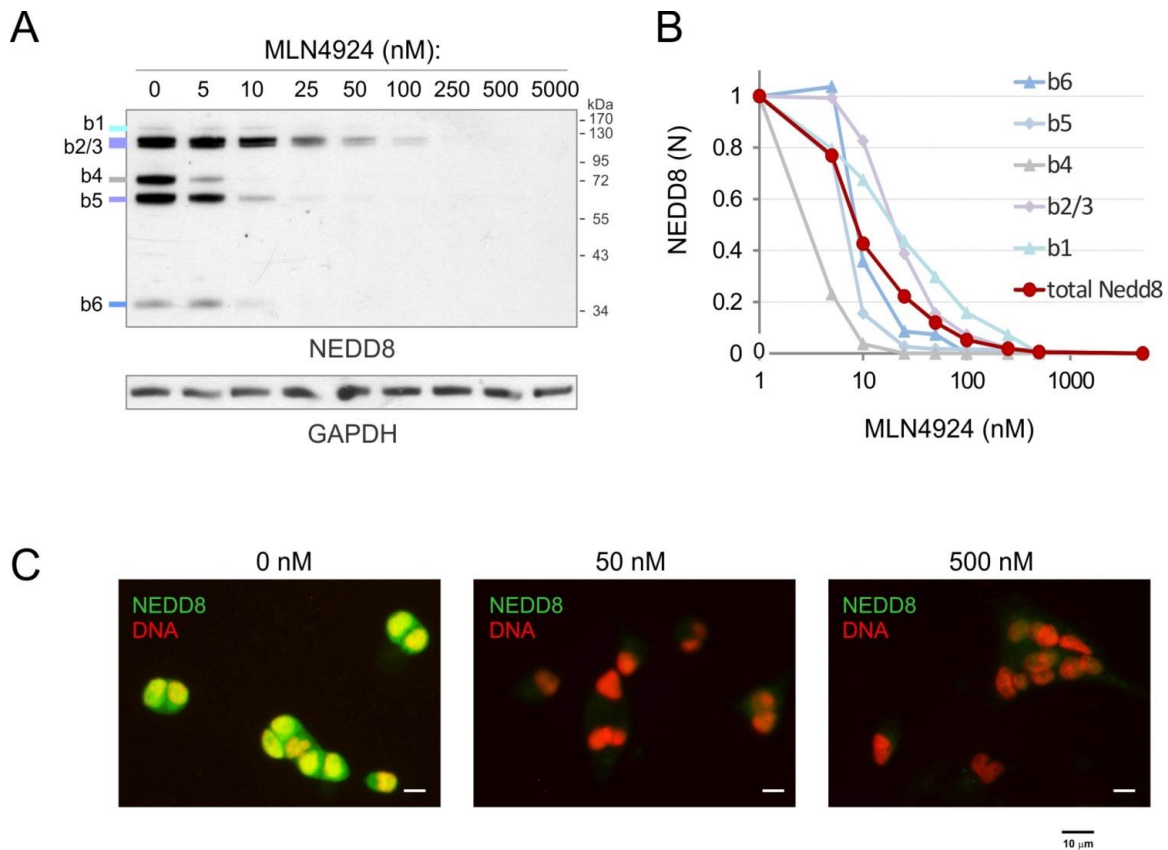 A
MLN4924 (nM):
0 5 10 25 50 100 250 500 5000
kDa
170
b1
130
b2/3
95
b4
72
b5
55
43
b6
34
NEDD8
GAPDH
B
NEDD8 (N)
1
0.8
0.6
0.4
0.2
0 0
1 10 100 1000
MLN4924 (nM)
b6
b5
b4
b2/3
b1
total Nedd8
C
0 nM
NEDD8
DNA
50 nM
NEDD8
DNA
500 nM
NEDD8
DNA
10 µm